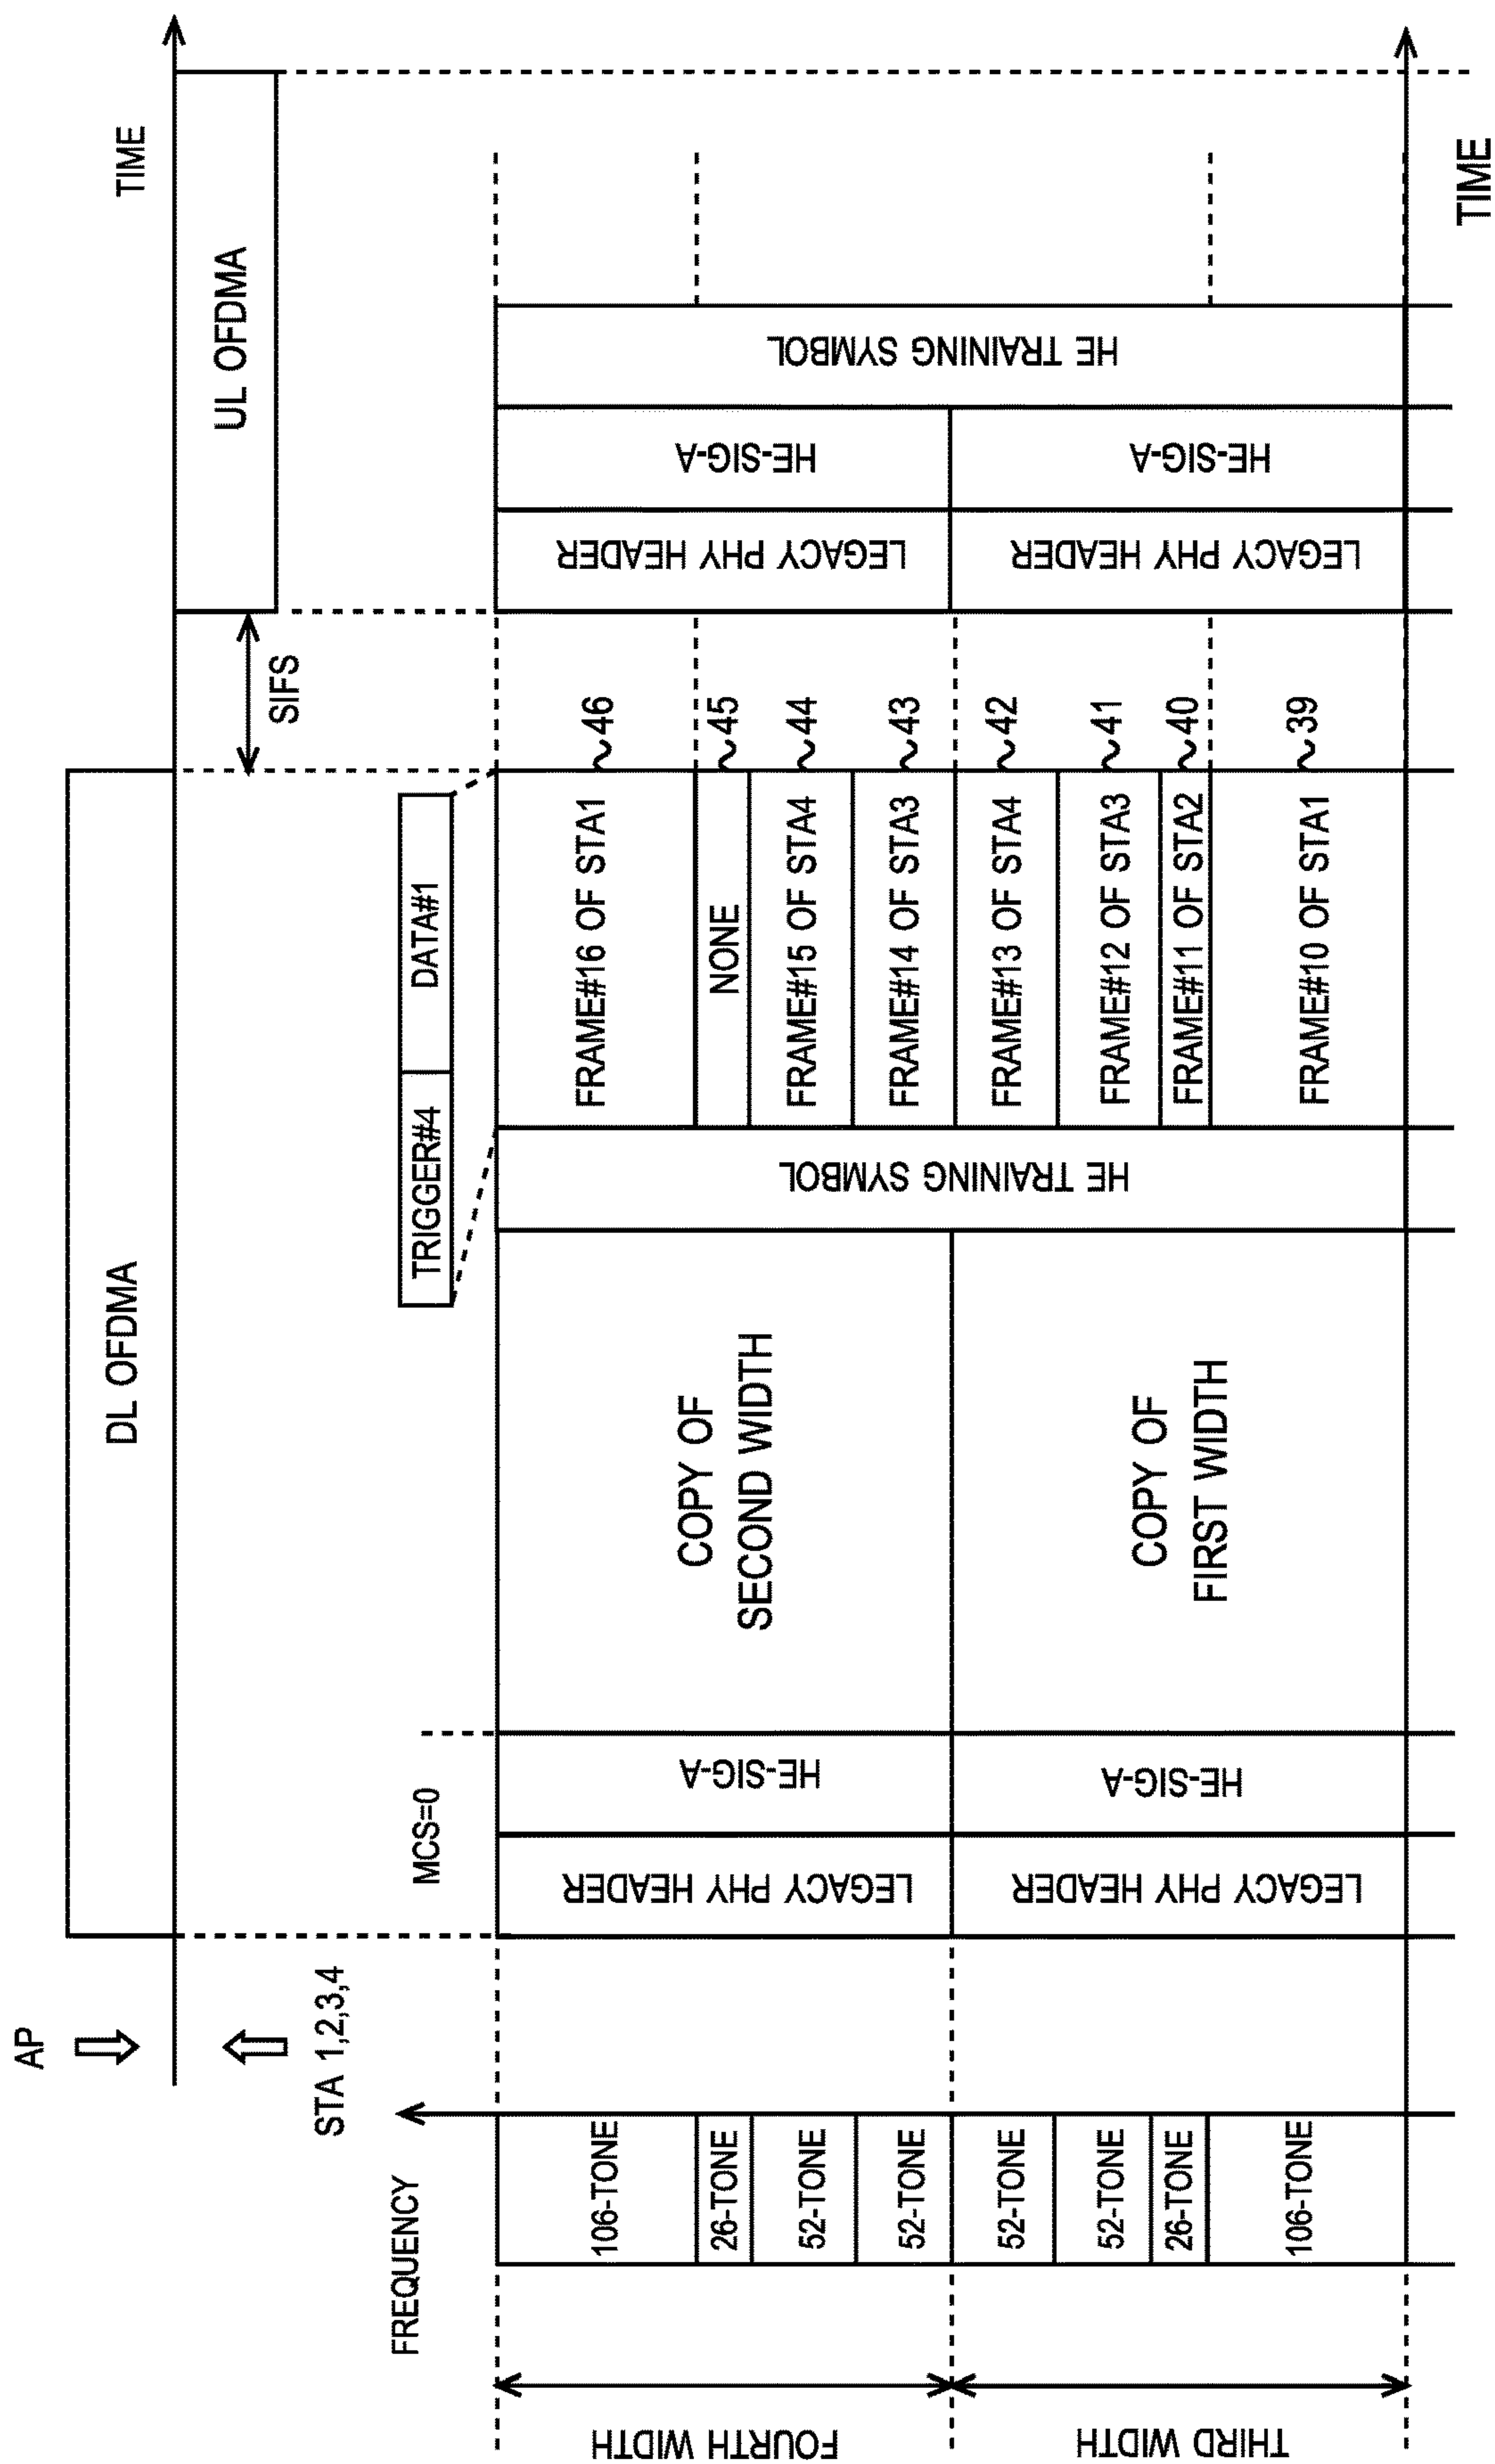 AP
DL OFDMA
TIME
STA 1,2,3,4
SIFS
UL OFDMA
FREQUENCY
MCS=0
TRIGGER#4
DATA#1
FOURTH WIDTH
106-TONE
26-TONE
52-TONE
52-TONE
LEGACY PHY HEADER
HE-SIG-A
COPY OF
SECOND WIDTH
HE TRAINING SYMBOL
FRAME#16 OF STA1
46
NONE
45
FRAME#15 OF STA4
44
FRAME#14 OF STA3
43
LEGACY PHY HEADER
HE-SIG-A
HE TRAINING SYMBOL
THIRD WIDTH
52-TONE
52-TONE
26-TONE
106-TONE
LEGACY PHY HEADER
HE-SIG-A
COPY OF
FIRST WIDTH
FRAME#13 OF STA4
42
FRAME#12 OF STA3
41
FRAME#11 OF STA2
40
FRAME#10 OF STA1
39
LEGACY PHY HEADER
HE-SIG-A
TIME